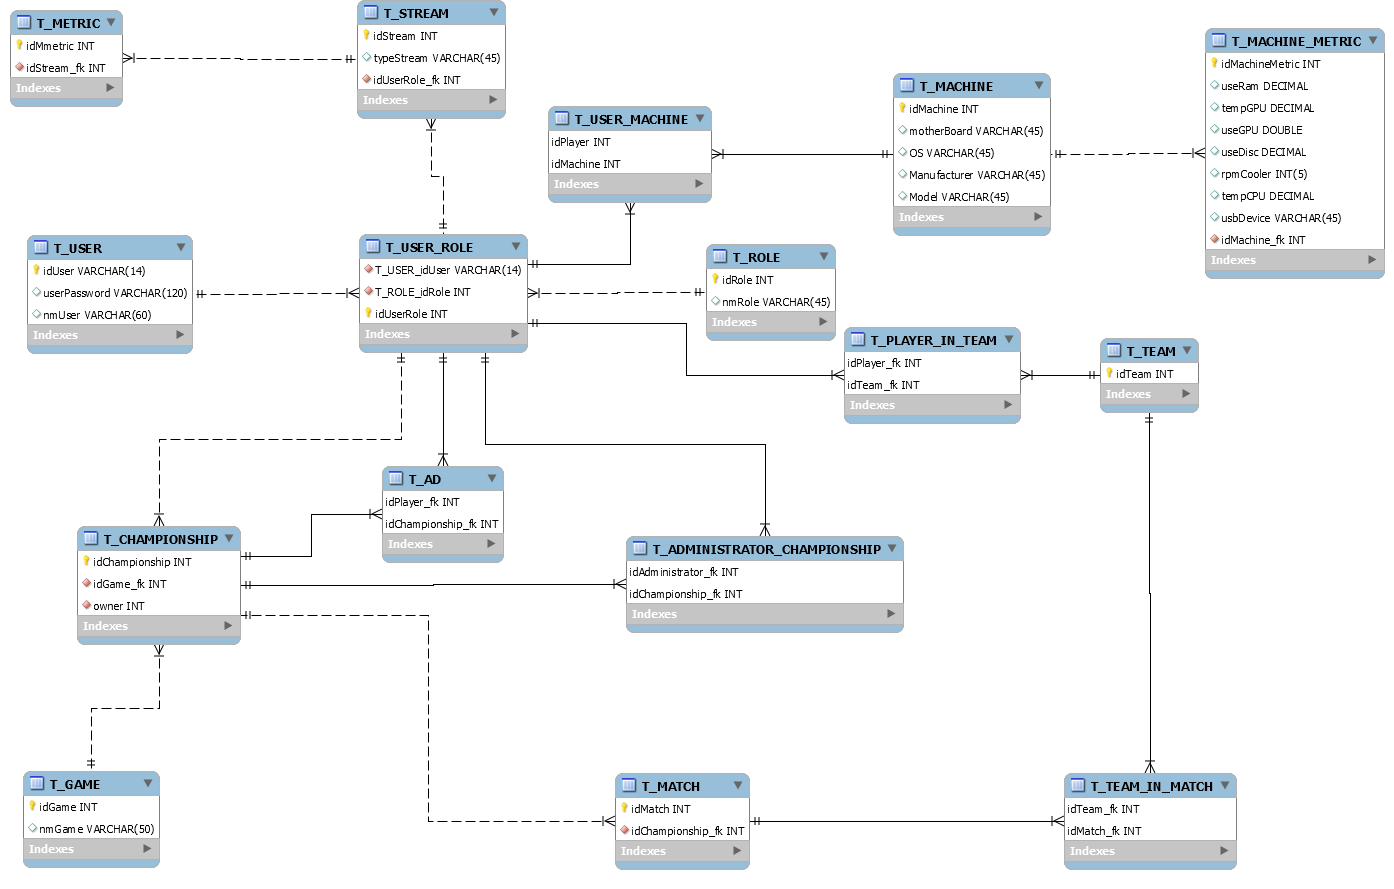 T_METRIC
idMmetric INT
idStream_fk INT
Indexes
T_STREAM
idStream INT
typeStream VARCHAR(45)
idUserRole_fk INT
Indexes
T_USER_MACHINE
idPlayer INT
idMachine INT
Indexes
T_MACHINE
idMachine INT
motherBoard VARCHAR(45)
OS VARCHAR(45)
Manufacturer VARCHAR(45)
Model VARCHAR(45)
Indexes
T_MACHINE_METRIC
idMachineMetric INT
useRam DECIMAL
tempGPU DECIMAL
useGPU DOUBLE
useDisc DECIMAL
rpmCooler INT(5)
tempCPU DECIMAL
usbDevice VARCHAR(45)
idMachine_fk INT
Indexes
T_USER
idUser VARCHAR(14)
userPassword VARCHAR(120)
nmUser VARCHAR(60)
Indexes
T_USER_ROLE
T_USER_idUser VARCHAR(14)
T_ROLE_idRole INT
idUserRole INT
Indexes
T_ROLE
idRole INT
nmRole VARCHAR(45)
Indexes
T_PLAYER_IN_TEAM
idPlayer_fk INT
idTeam_fk INT
Indexes
T_TEAM
idTeam INT
Indexes
T_AD
idPlayer_fk INT
idChampionship_fk INT
Indexes
T_CHAMPIONSHIP
idChampionship INT
idGame_fk INT
owner INT
Indexes
T_ADMINISTRATOR_CHAMPIONSHIP
idAdministrator_fk INT
idChampionship_fk INT
Indexes
T_GAME
idGame INT
nmGame VARCHAR(50)
Indexes
T_MATCH
idMatch INT
idChampionship_fk INT
Indexes
T_TEAM_IN_MATCH
idTeam_fk INT
idMatch_fk INT
Indexes